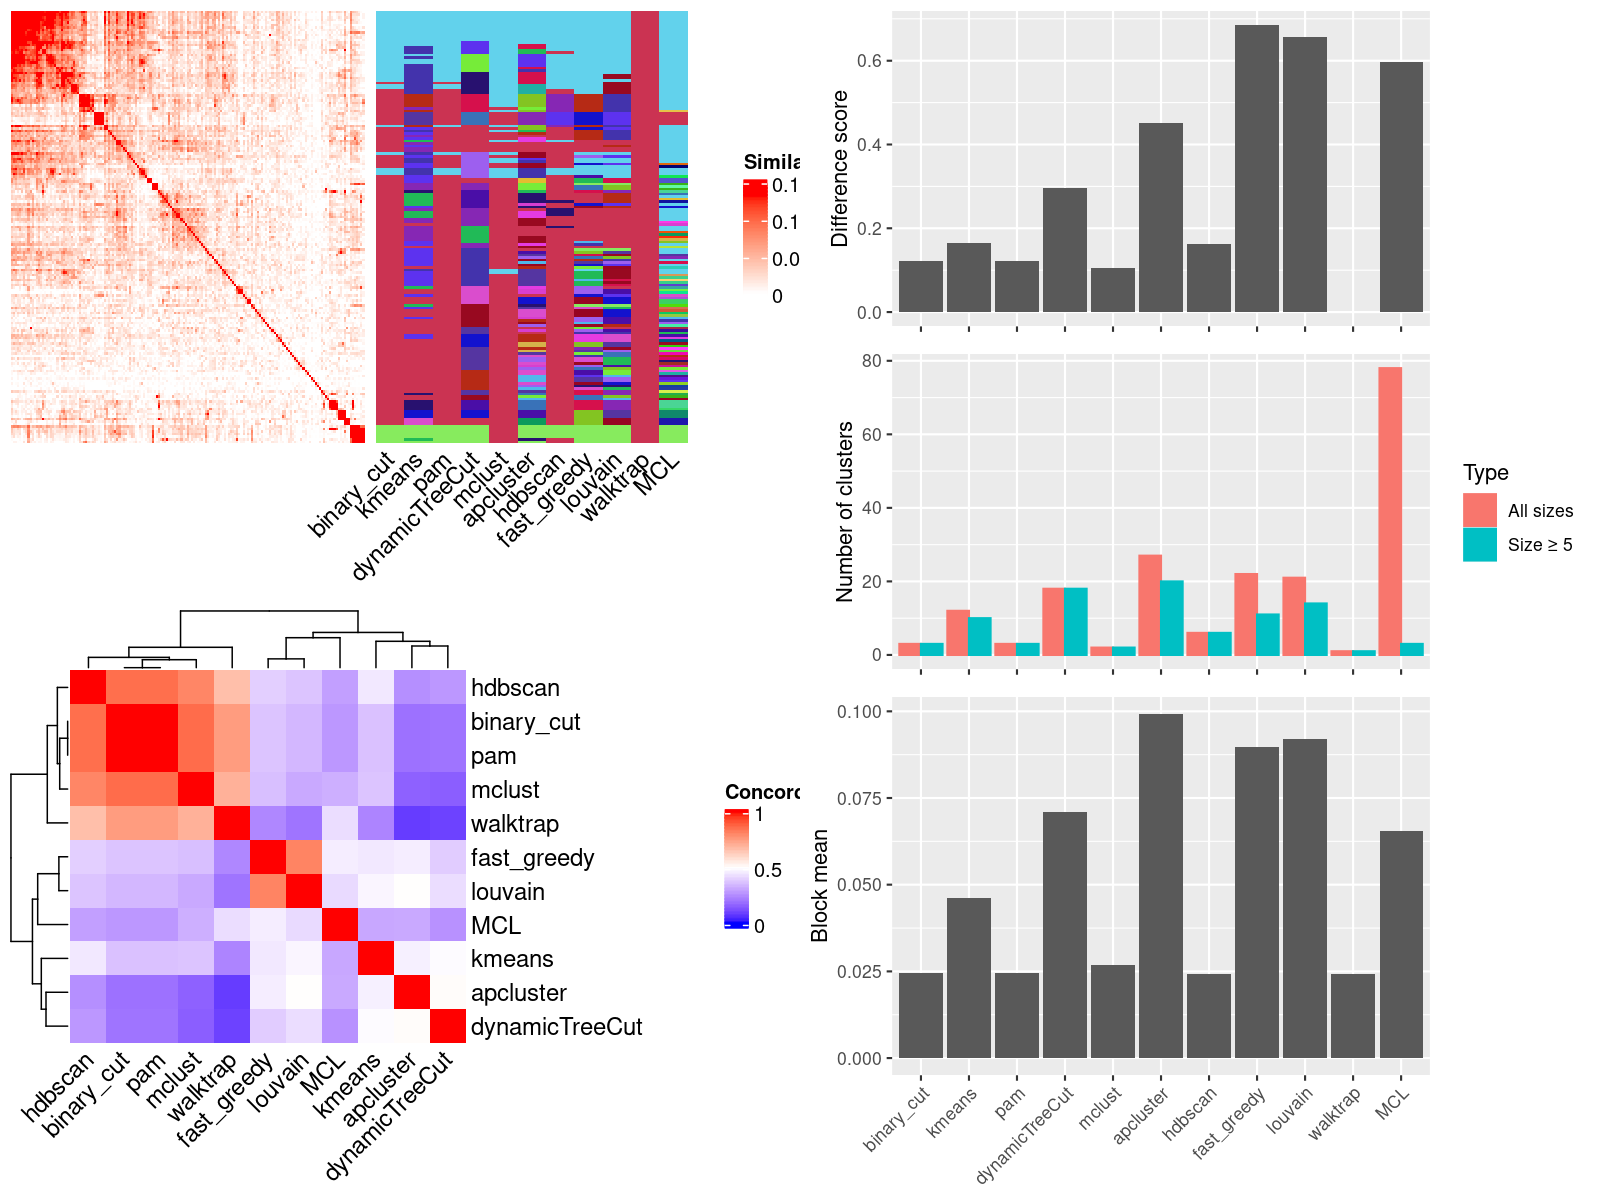 Simila
0.1
0.1
0.0
0
binary_cut
kmeans
pam
dynamicTreeCut
mclust
apcluster
hdbscan
fast_greedy
louvain
walktrap
MCL
hdbscan
binary_cut
pam
mclust
walktrap
fast_greedy
louvain
MCL
kmeans
apcluster
dynamicTreeCut
hdbscan
binary_cut
pam
mclust
walktrap
fast_greedy
louvain
MCL
kmeans
apcluster
dynamicTreeCut
Concord
1
0.5
0
Difference score
0.6
0.4
0.2
0.0
Number of clusters
80
60
40
20
0
Type
All sizes
Size ≥ 5
Block mean
0.100
0.075
0.050
0.025
0.000
binary_cut
kmeans
pam
dynamicTreeCut
mclust
apcluster
hdbscan
fast_greedy
louvain
walktrap
MCL